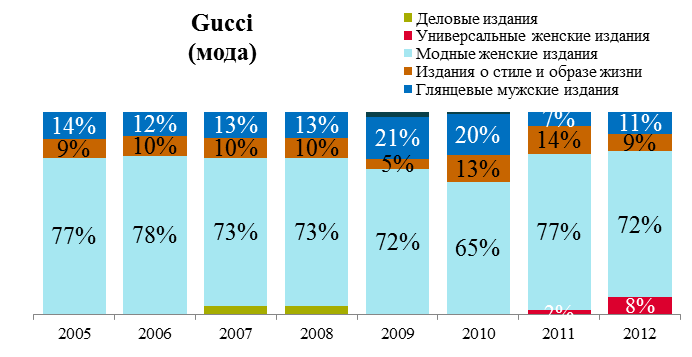 Gucci
(мода)
Деловые издания
Универсальные женские издания
Модные женские издания
Издания о стиле и образе жизни
Глянцевые мужские издания
14% 12% 13% 13% 21% 20% 7% 11%
9% 10% 10% 10% 5% 13% 14% 9%
77% 78% 73% 73% 72% 65% 77% 72%
8%
2005 2006 2007 2008 2009 2010 2011 2012